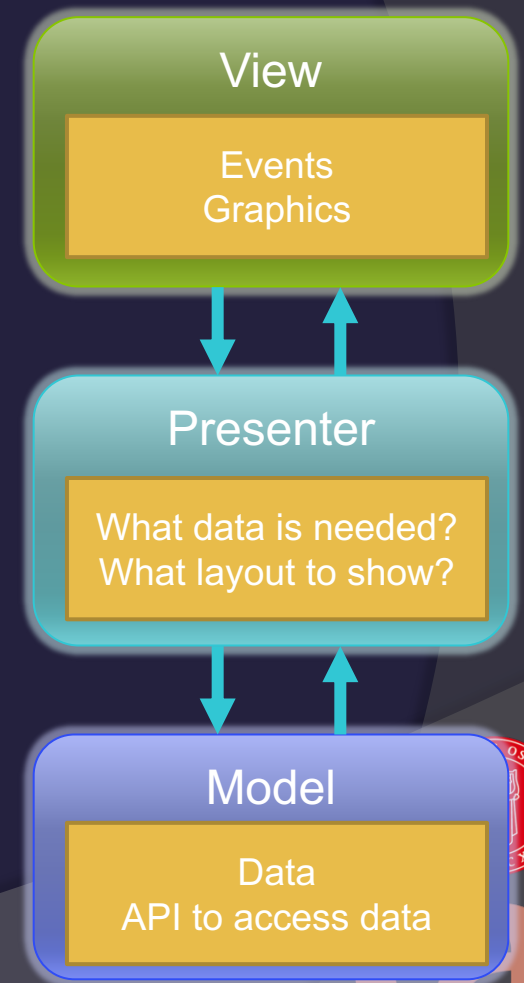 View
Events
Graphics
Presenter
What data is needed?
What layout to show?
Model
Data
API to access data